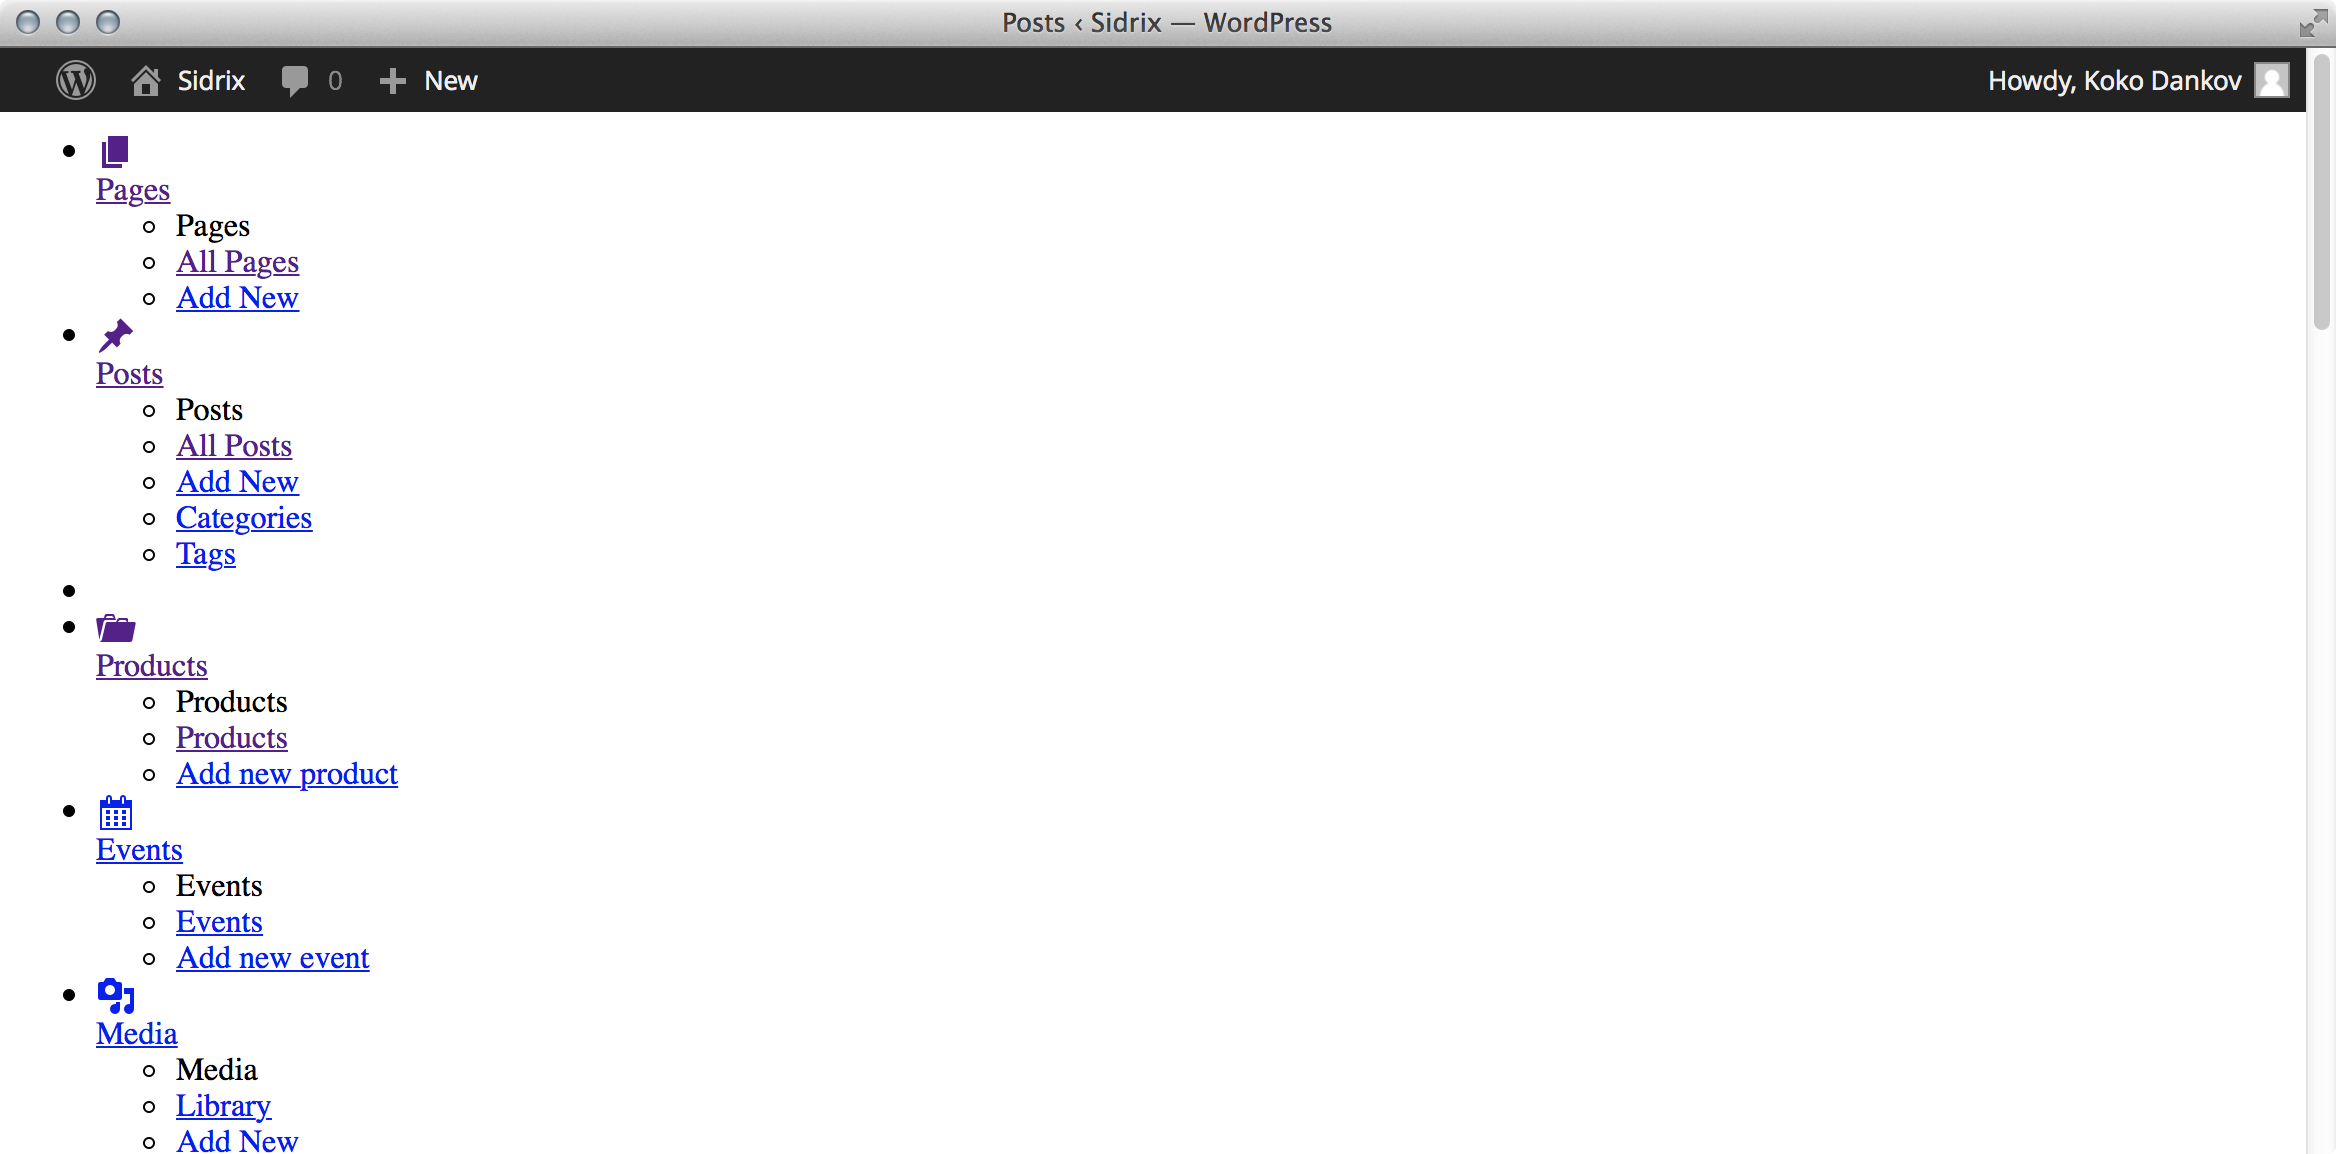 Posts ‹ Sidrix — WordPress
Sidrix 0 New Howdy, Koko Dankov
Pages
Pages
All Pages
Add New
Posts
Posts
All Posts
Add New
Categories
Tags
Products
Products
Products
Add new product
Events
Events
Events
Add new event
Media
Media
Library
Add New